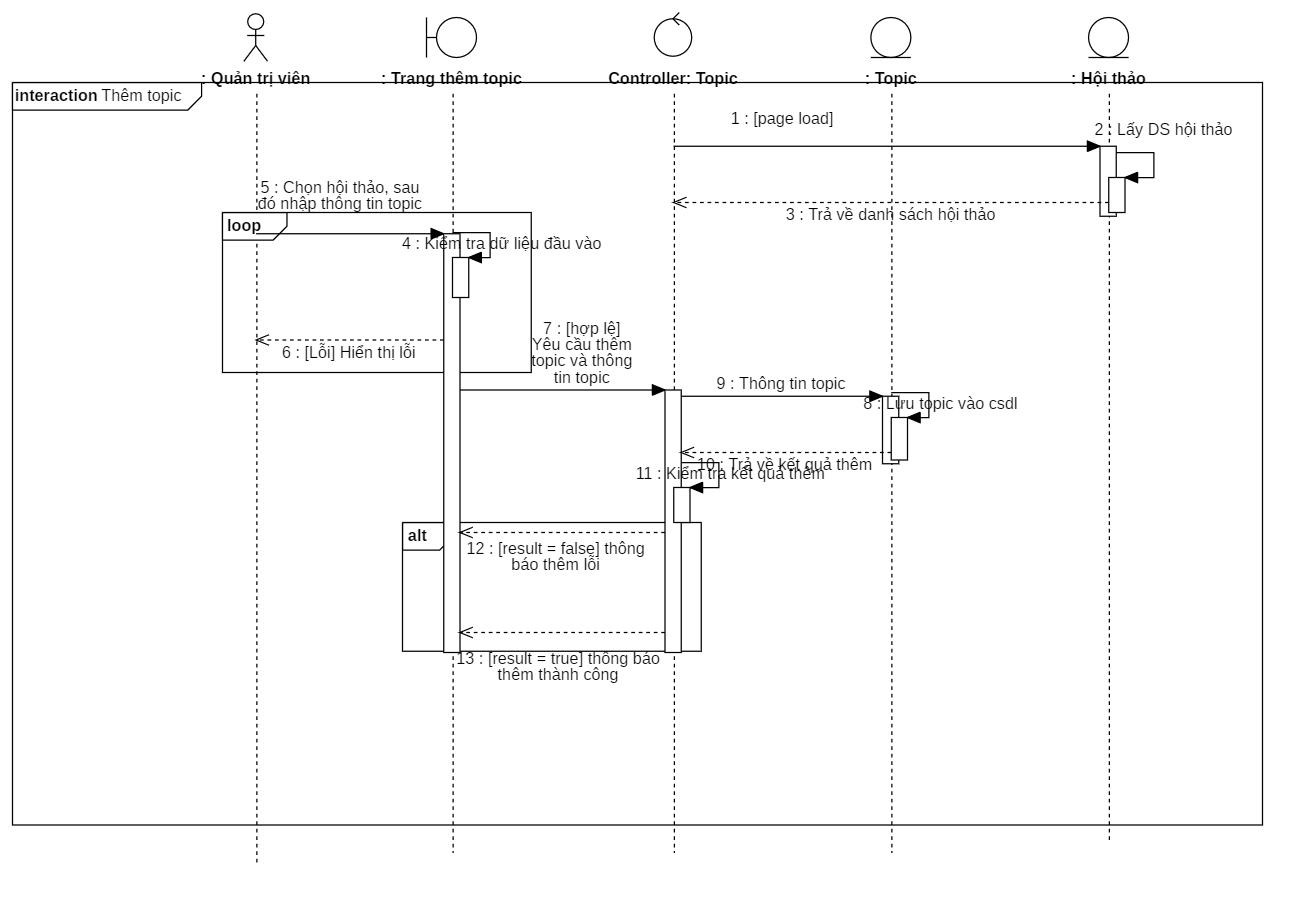 : Quản trị viên
: Trang thêm topic
Controller: Topic
: Topic
: Hội thảo
interaction Thêm topic
1 : [page load]
2 : Lấy DS hội thảo
3 : Trả về danh sách hội thảo
5 : Chọn hội thảo, sau
đó nhập thông tin topic
loop
4 : Kiểm tra dữ liệu đầu vào
6 : [Lỗi] Hiển thị lỗi
7 : [hợp lệ]
Yêu cầu thêm
topic và thông
tin topic
9 : Thông tin topic
8 : Lưu topic vào csdl
10 : Trả về kết quả thêm
11 : Kiểm tra kết quả thêm
alt
12 : [result = false] thông
báo thêm lỗi
13 : [result = true] thông báo
thêm thành công